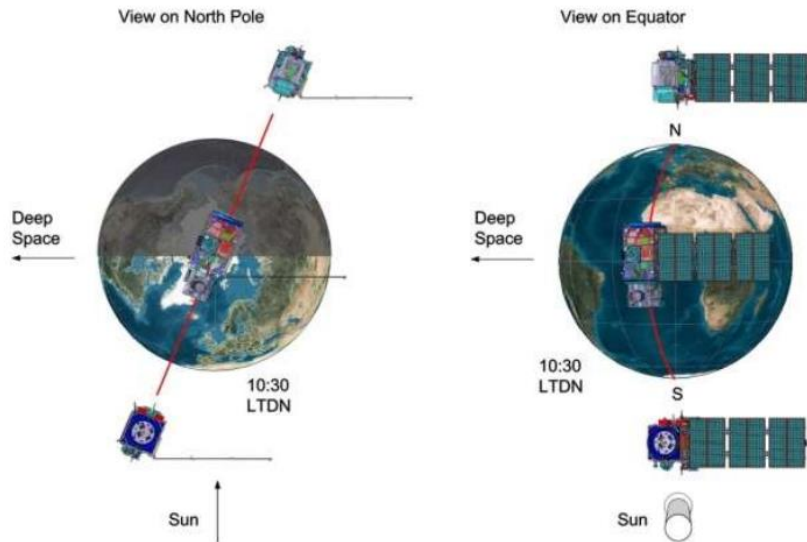 View on North Pole
View on Equator
N
Deep
Space
Deep
Space
10:30
LTDN
10:30
LTDN
S
Sun
Sun